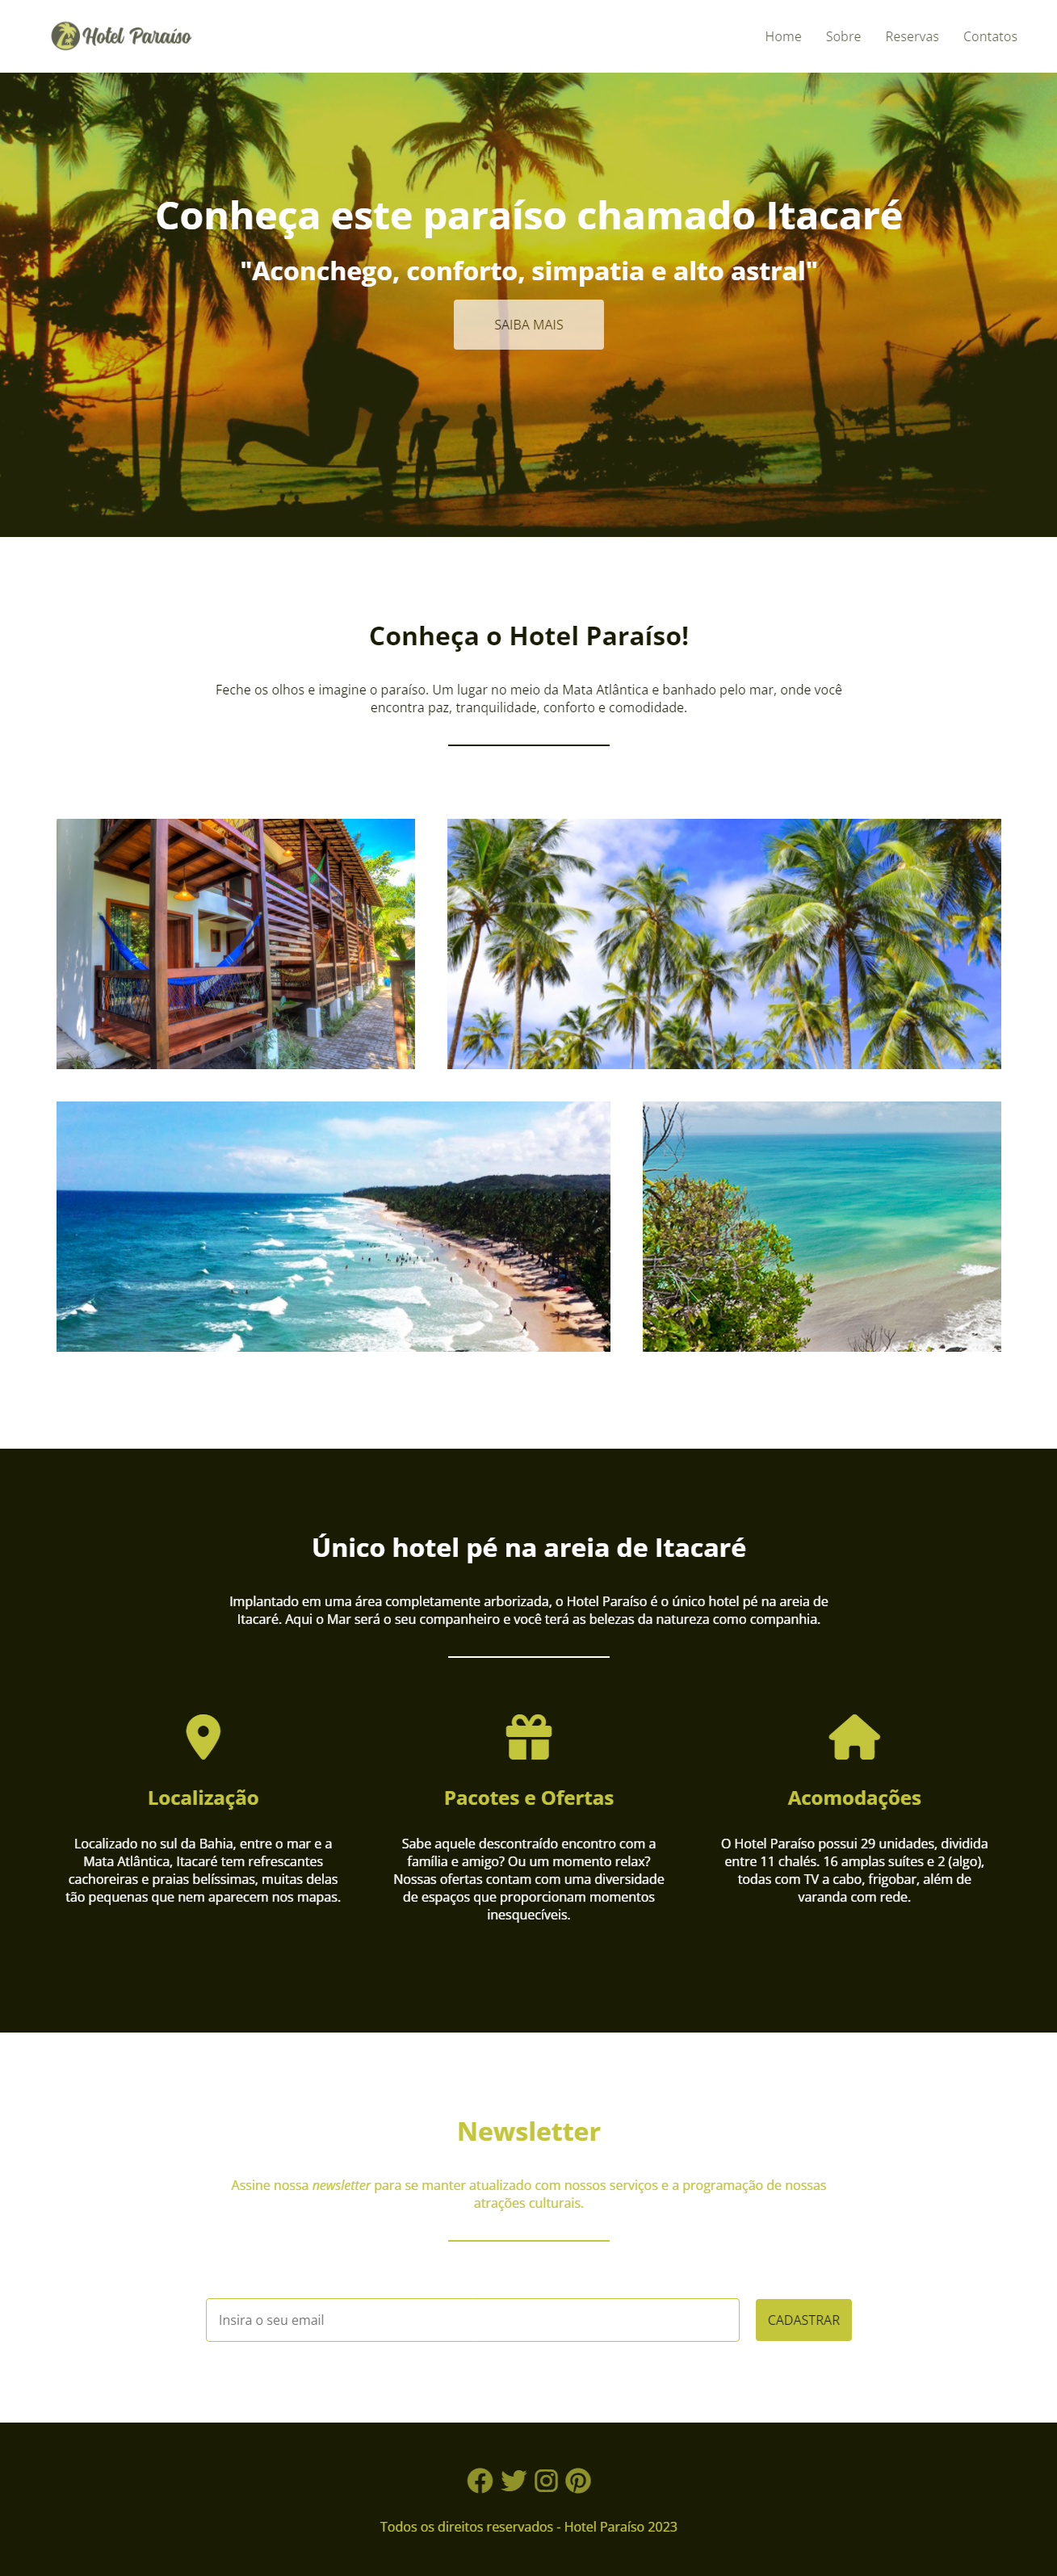 Hotel Paraíso
Home Sobre Reservas Contatos
Conheça este paraíso chamado Itacaré
"Aconchego, conforto, simpatia e alto astral"
SAIBA MAIS
Conheça o Hotel Paraíso!
Feche os olhos e imagine o paraíso. Um lugar no meio da Mata Atlântica e banhado pelo mar, onde você
encontra paz, tranquilidade, conforto e comodidade.
Único hotel pé na areia de Itacaré
Implantado em uma área completamente arborizada, o Hotel Paraíso é o único hotel pé na areia de
Itacaré. Aqui o Mar será o seu companheiro e você terá as belezas da natureza como companhia.
Localização
Localizado no sul da Bahia, entre o mar e a
Mata Atlântica, Itacaré tem refrescantes
cachoreiras e praias belíssimas, muitas delas
tão pequenas que nem aparecem nos mapas.
Pacotes e Ofertas
Sabe aquele descontraído encontro com a
família e amigo? Ou um momento relax?
Nossas ofertas contam com uma diversidade
de espaços que proporcionam momentos
inesquecíveis.
Acomodações
O Hotel Paraíso possui 29 unidades, dividida
entre 11 chalés. 16 amplas suítes e 2 (algo),
todas com TV a cabo, frigobar, além de
varanda com rede.
Newsletter
Assine nossa newsletter para se manter atualizado com nossos serviços e a programação de nossas
atrações culturais.
Insira o seu email
CADASTRAR
Todos os direitos reservados - Hotel Paraíso 2023